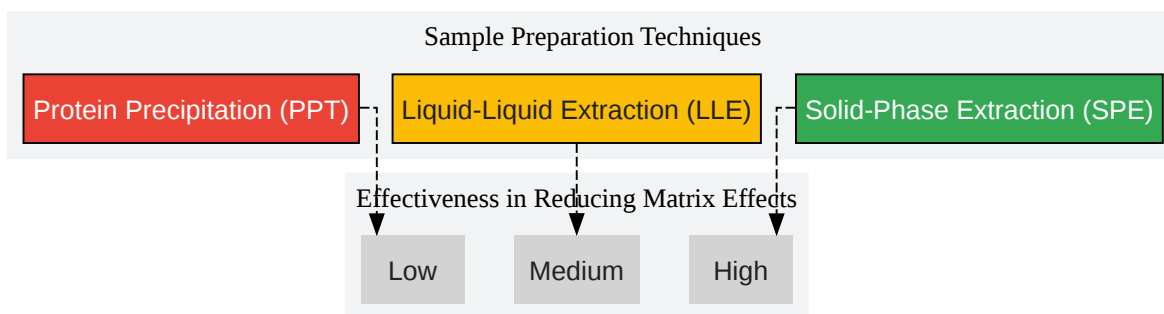 Sample Preparation Techniques
Protein Precipitation (PPT)
Liquid-Liquid Extraction (LLE)
Solid-Phase Extraction (SPE)
Effectiveness in Reducing Matrix Effects
Low
Medium
High